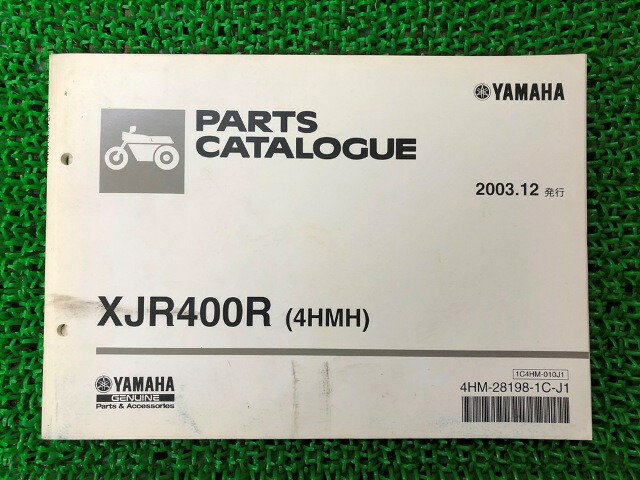 YAMAHA
PARTS
CATALOGUE
2003.12 発行
XJR400R (4HMH)
YAMAHA
GENUINE
Parts & Accessories
1C4HM-010J1
4HM-28198-1C-J1